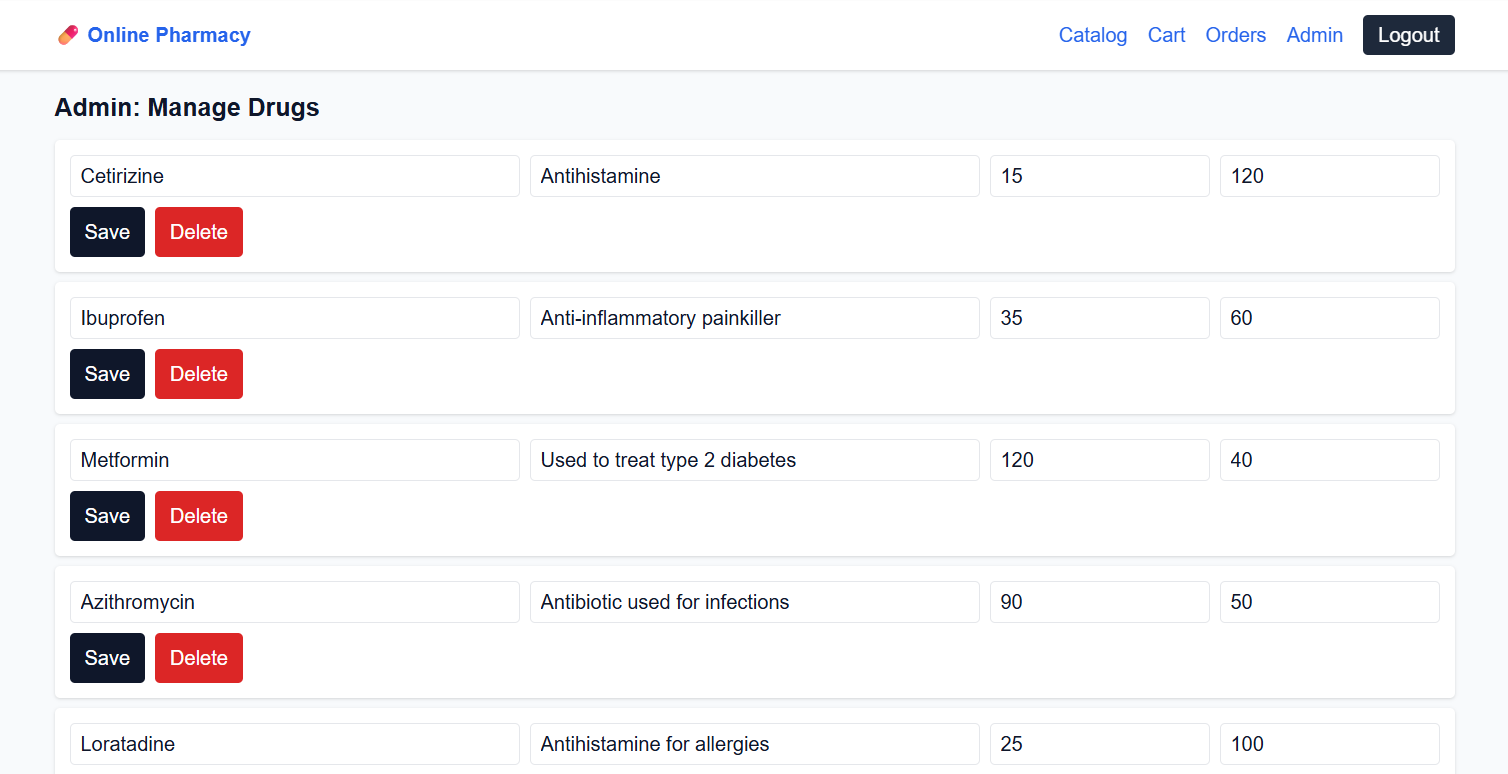 Online Pharmacy Catalog Cart Orders Admin Logout
Admin: Manage Drugs
Cetirizine Antihistamine 15 120
Save Delete
Ibuprofen Anti-inflammatory painkiller 35 60
Save Delete
Metformin Used to treat type 2 diabetes 120 40
Save Delete
Azithromycin Antibiotic used for infections 90 50
Save Delete
Loratadine Antihistamine for allergies 25 100